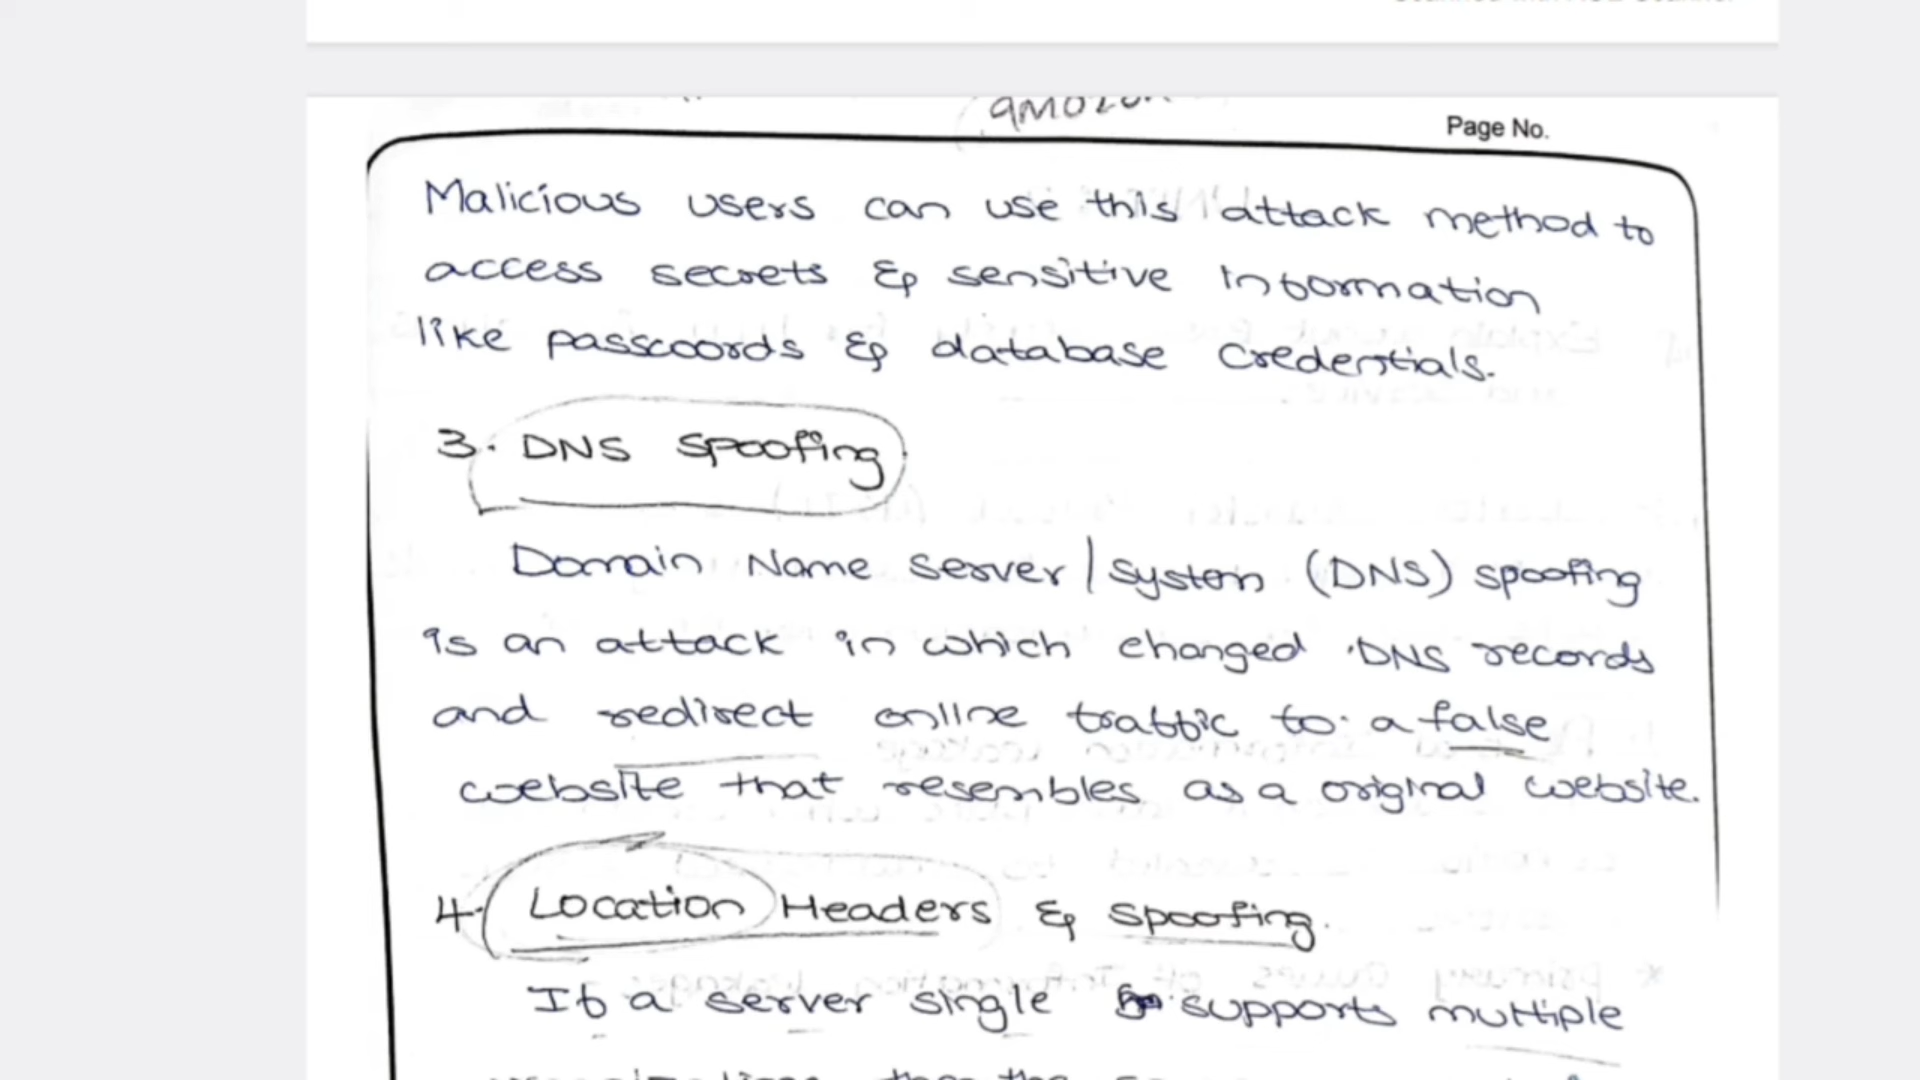 Page No.
Malicious users can use this attack method to
access secrets & sensitive Information
like passwords & database credentials.
3. DNS Spoofing
Domain Name Server/System (DNS) spoofing
is an attack in which changed DNS records
and redirect online traffic to a false
website that resembles as a original website.
4. Location Headers & Spoofing.
If a server single supports multiple